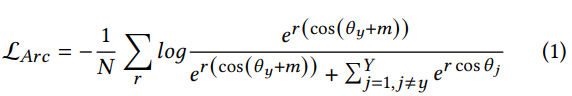 ℒ_Arc = −(1/N) ∑_r log( e^{r(cos(θ_y+m))} / ( e^{r(cos(θ_y+m))} + ∑_{j=1,j≠y}^{Y} e^{r cos θ_j} ) ) (1)